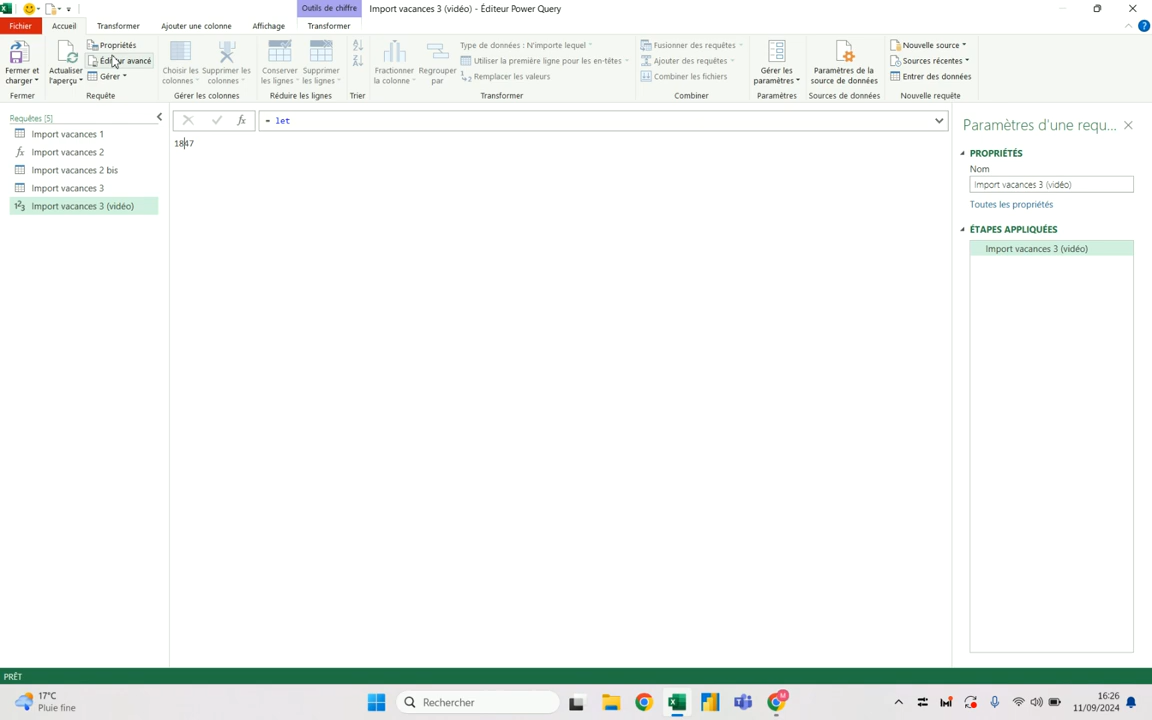 Outils de chiffre
Import vacances 3 (vidéo) - Éditeur Power Query
Fichier
Accueil
Transformer
Ajouter une colonne
Affichage
Transformer
Fermer et charger
Fermer
Actualiser l'aperçu
Propriétés
Éditeur avancé
Gérer
Requête
Choisir les colonnes
Supprimer les colonnes
Gérer les colonnes
Conserver les lignes
Supprimer les lignes
Réduire les lignes
Trier
Fractionner la colonne
Regrouper par
Type de données : N'importe lequel
Utiliser la première ligne pour les en-têtes
Remplacer les valeurs
Transformer
Fusionner des requêtes
Ajouter des requêtes
Combiner les fichiers
Combiner
Gérer les paramètres
Paramètres
Paramètres de la source de données
Sources de données
Nouvelle source
Sources récentes
Entrer des données
Nouvelle requête
Requêtes [5]
Import vacances 1
Import vacances 2
Import vacances 2 bis
Import vacances 3
Import vacances 3 (vidéo)
fx
= let
1847
Paramètres d'une requ...
PROPRIÉTÉS
Nom
Import vacances 3 (vidéo)
Toutes les propriétés
ÉTAPES APPLIQUÉES
Import vacances 3 (vidéo)
PRÊT
17°C
Pluie fine
Rechercher
16:26
11/09/2024